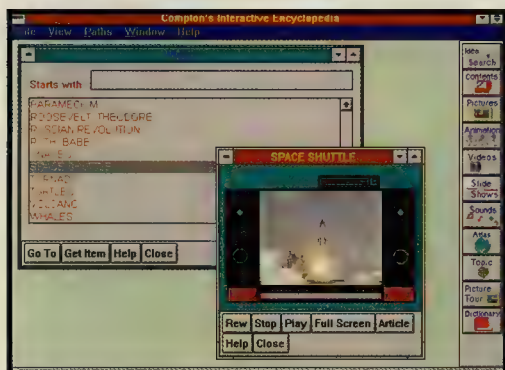 Compton's Interactive Encyclopedia
View Paths Window Help
Starts with
ROOSEVELT, THEODORE
RUSSIAN REVOLUTION
RUTH, BABE
SPACE SHUTTLE
TURTLES
VOLCANO
WHALES
Go To Get Item Help Close
SPACE SHUTTLE
Rew Stop Play Full Screen Article
Help Close
Idea Search
Contents
Pictures
Animation
Videos
Slide Shows
Sounds
Atlas
Topic
Picture Tour
Dictionary